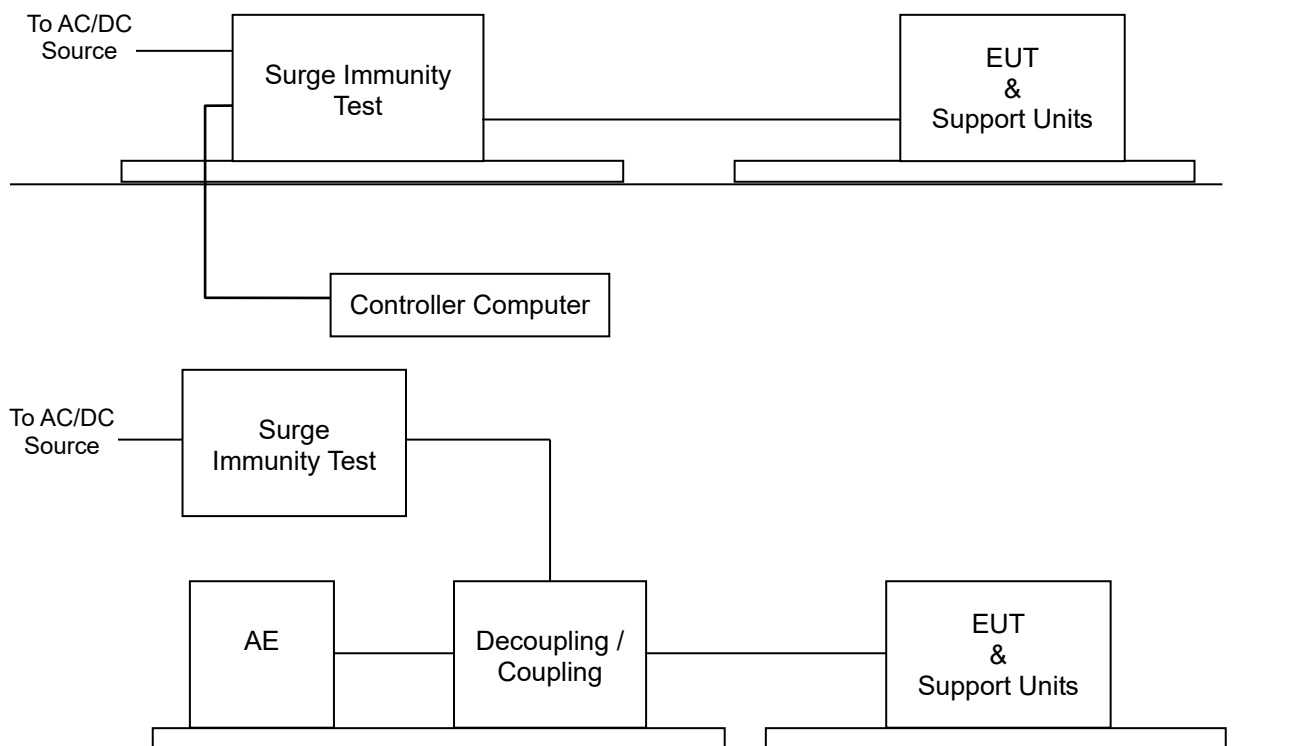 To AC/DC
Source
Surge Immunity
Test
EUT
&
Support Units
Controller Computer
To AC/DC
Source
Surge
Immunity Test
AE
Decoupling /
Coupling
EUT
&
Support Units